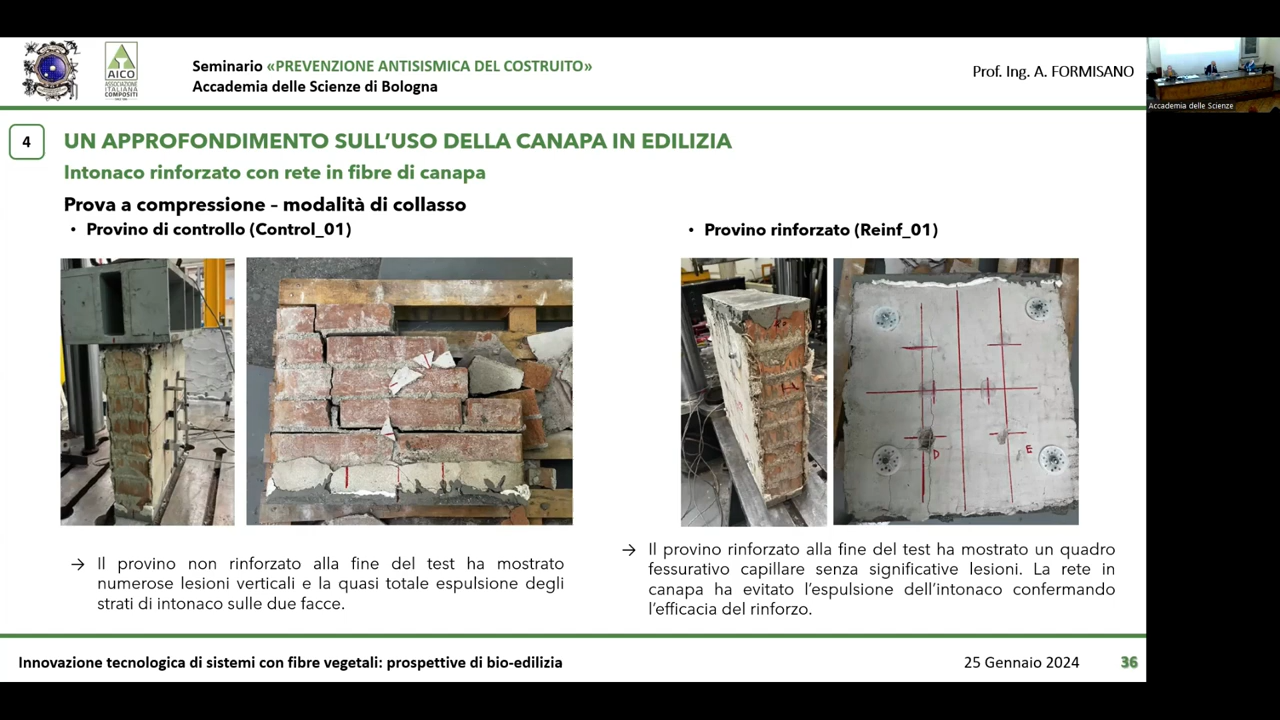 Seminario «PREVENZIONE ANTISISMICA DEL COSTRUITO»
Accademia delle Scienze di Bologna
Prof. Ing. A. FORMISANO
AICO
ASSOCIAZIONE
ITALIANA
COMPOSITI
Accademia delle Scienze
4
UN APPROFONDIMENTO SULL'USO DELLA CANAPA IN EDILIZIA
Intonaco rinforzato con rete in fibre di canapa
Prova a compressione – modalità di collasso
• Provino di controllo (Control_01)
• Provino rinforzato (Reinf_01)
D
E
→ Il provino non rinforzato alla fine del test ha mostrato
numerose lesioni verticali e la quasi totale espulsione degli
strati di intonaco sulle due facce.
→ Il provino rinforzato alla fine del test ha mostrato un quadro
fessurativo capillare senza significative lesioni. La rete in
canapa ha evitato l'espulsione dell'intonaco confermando
l'efficacia del rinforzo.
Innovazione tecnologica di sistemi con fibre vegetali: prospettive di bio-edilizia
25 Gennaio 2024
36